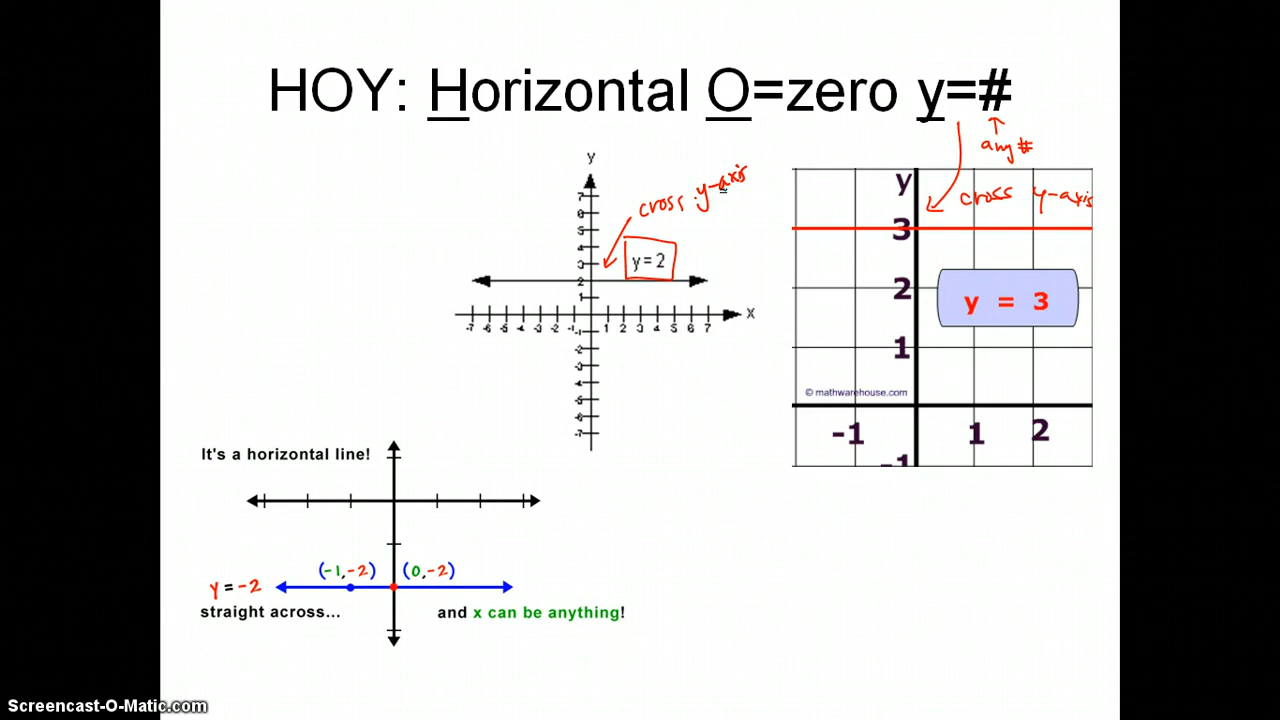 HOY: Horizontal O=zero y=#
any #
cross y-axis
y
7
6
5
4
3
2
1
y=2
x
-7 -6 -5 -4 -3 -2 -1 1 2 3 4 5 6 7
-1
-2
-3
-4
-5
-6
-7
y
cross y-axis
3
2
y = 3
1
© mathwarehouse.com
-1 1 2
-1
It's a horizontal line!
(-1,-2) (0,-2)
y = -2
straight across... and x can be anything!
Screencast-O-Matic.com